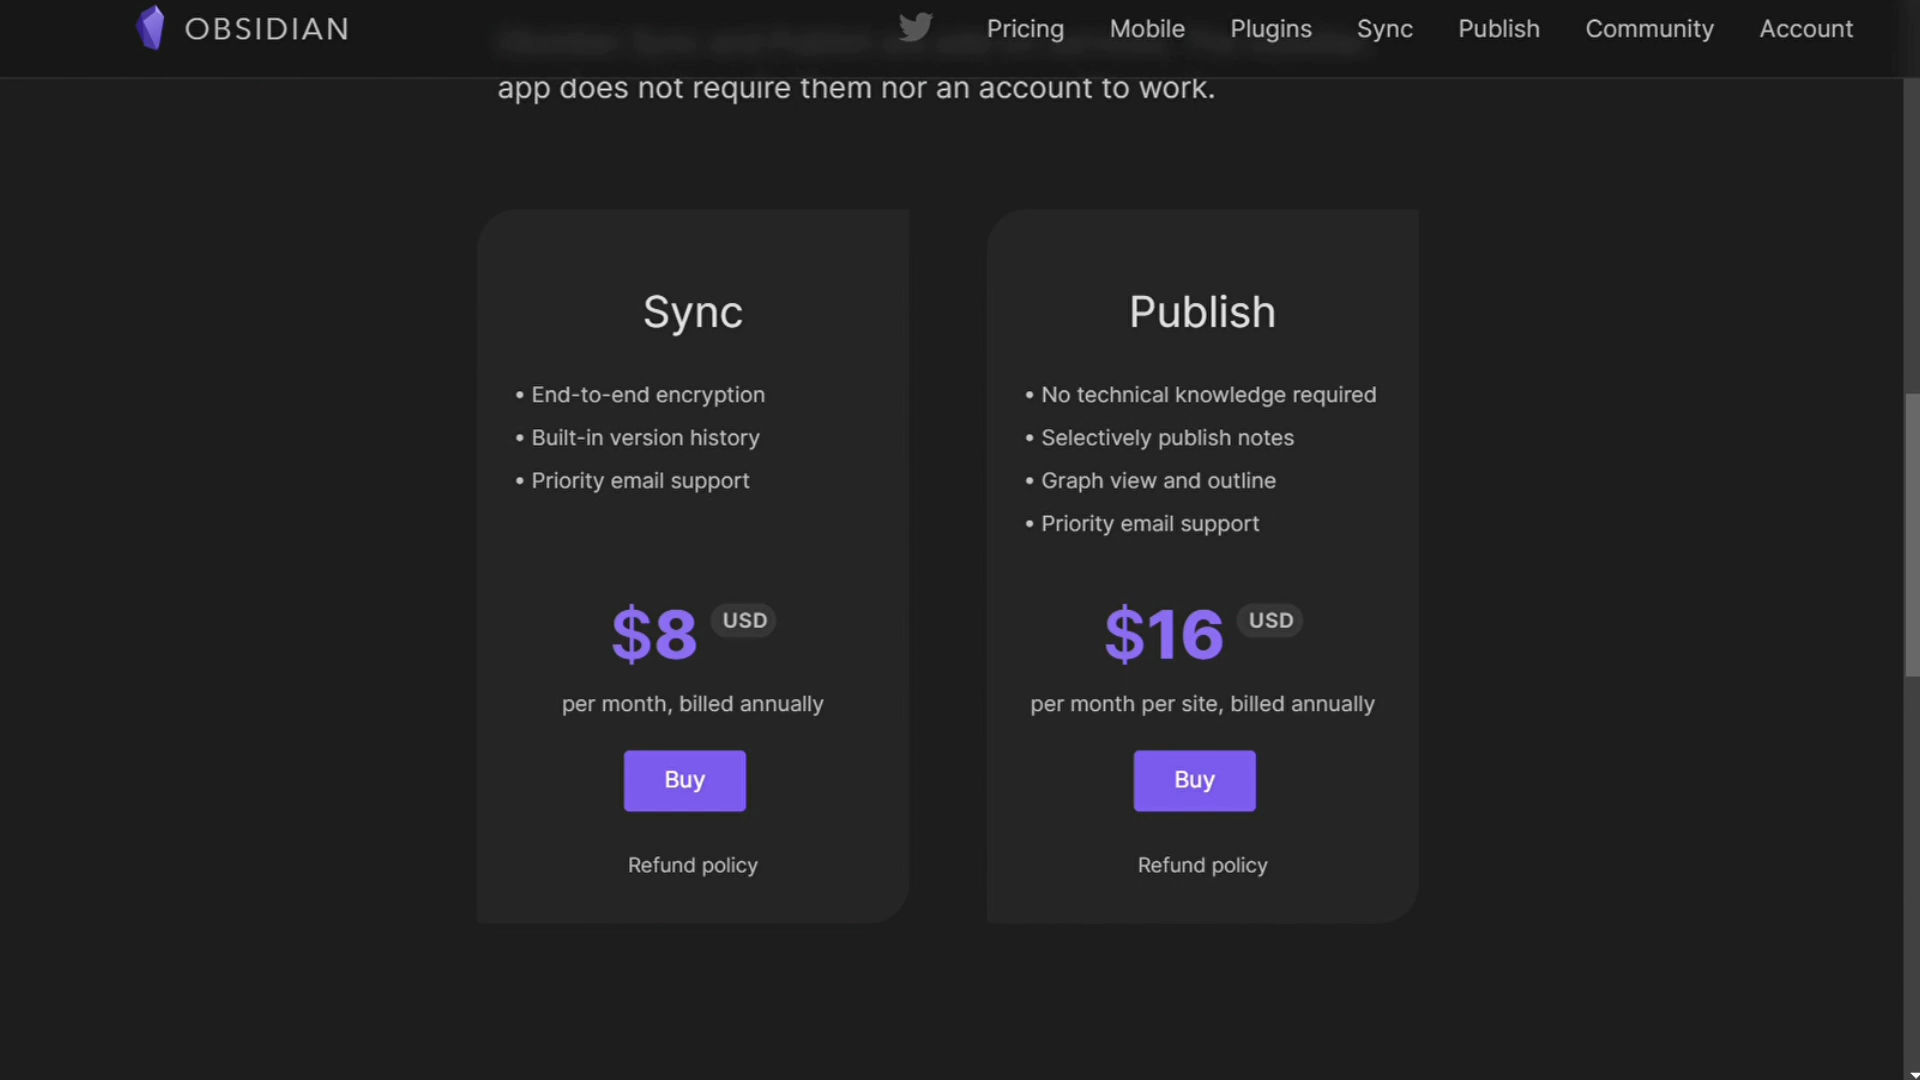 OBSIDIAN
Pricing Mobile Plugins Sync Publish Community Account
app does not require them nor an account to work.
Sync
• End-to-end encryption
• Built-in version history
• Priority email support
$8 USD
per month, billed annually
Buy
Refund policy
Publish
• No technical knowledge required
• Selectively publish notes
• Graph view and outline
• Priority email support
$16 USD
per month per site, billed annually
Buy
Refund policy